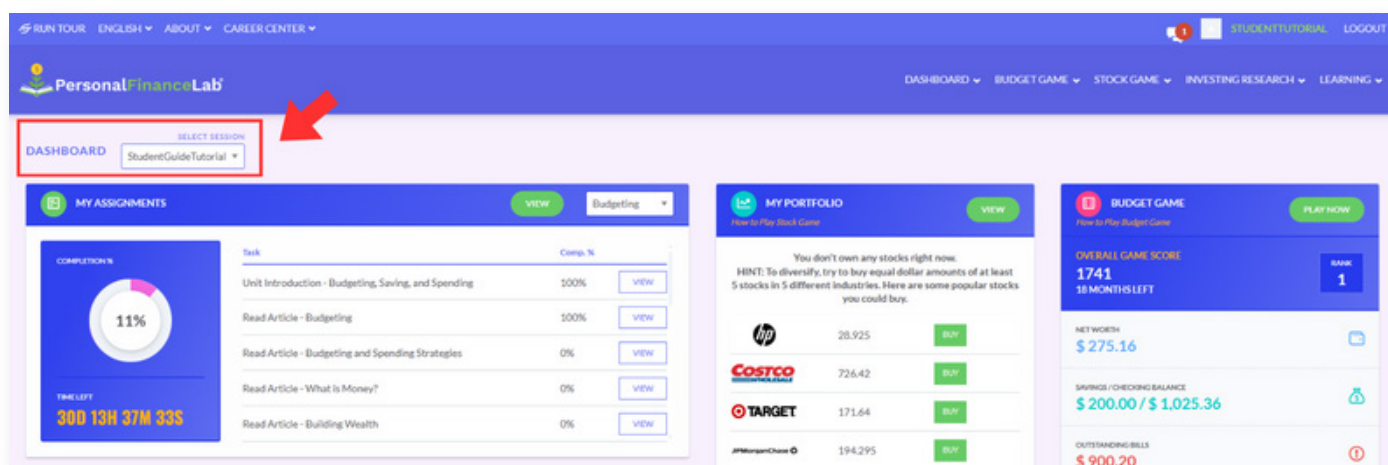 RUN TOUR ENGLISH ABOUT CAREER CENTER
1 STUDENTTUTORIAL LOGOUT
PersonalFinanceLab
DASHBOARD BUDGET GAME STOCK GAME INVESTING RESEARCH LEARNING
SELECT SESSION
DASHBOARD StudentGuideTutorial
MY ASSIGNMENTS VIEW Budgeting
COMPLETION %
11%
TIME LEFT
30D 13H 37M 33S
Task Comp. %
Unit Introduction - Budgeting, Saving, and Spending 100% VIEW
Read Article - Budgeting 100% VIEW
Read Article - Budgeting and Spending Strategies 0% VIEW
Read Article - What is Money? 0% VIEW
Read Article - Building Wealth 0% VIEW
MY PORTFOLIO VIEW
How to Play Stock Game
You don't own any stocks right now.
HINT: To diversify, try to buy equal dollar amounts of at least
5 stocks in 5 different industries. Here are some popular stocks
you could buy.
hp 28.925 BUY
COSTCO WHOLESALE 726.42 BUY
TARGET 171.64 BUY
JPMorganChase 194.295 BUY
BUDGET GAME PLAY NOW
How to Play Budget Game
OVERALL GAME SCORE
1741
18 MONTHS LEFT
RANK
1
NET WORTH
$ 275.16
SAVINGS / CHECKING BALANCE
$ 200.00 / $ 1,025.36
OUTSTANDING BILLS
$ 900.20